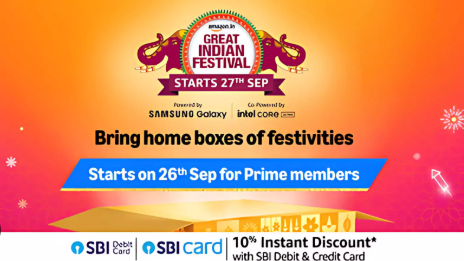 amazon.in
GREAT
INDIAN
FESTIVAL
STARTS 27TH SEP
Powered by
SAMSUNG Galaxy
Co-Powered by
intel CORE
Bring home boxes of festivities
Starts on 26th Sep for Prime members
SBI Debit Card
SBI card
10% Instant Discount*
with SBI Debit & Credit Card